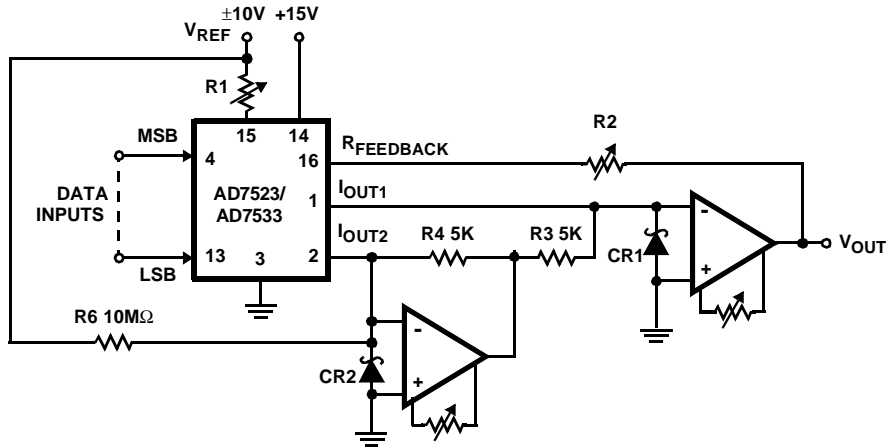 ±10V +15V
VREF
R1
MSB
15 14
4
16
RFEEDBACK
R2
DATA
INPUTS
AD7523/
AD7533
1
IOUT1
IOUT2
R4 5K
R3 5K
-
+
CR1
VOUT
13
3
2
LSB
R6 10MΩ
-
+
CR2